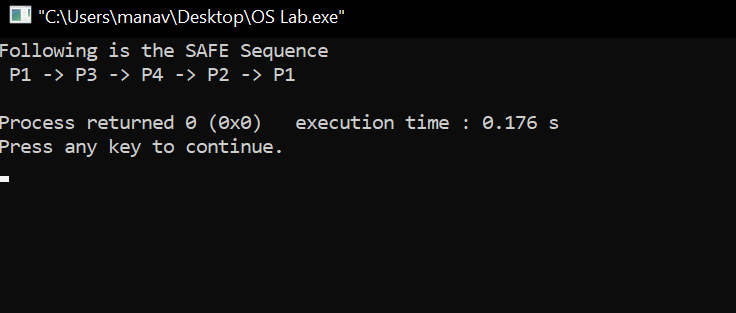 "C:\Users\manav\Desktop\OS Lab.exe"
Following is the SAFE Sequence
P1 -> P3 -> P4 -> P2 -> P1
Process returned 0 (0x0)   execution time : 0.176 s
Press any key to continue.